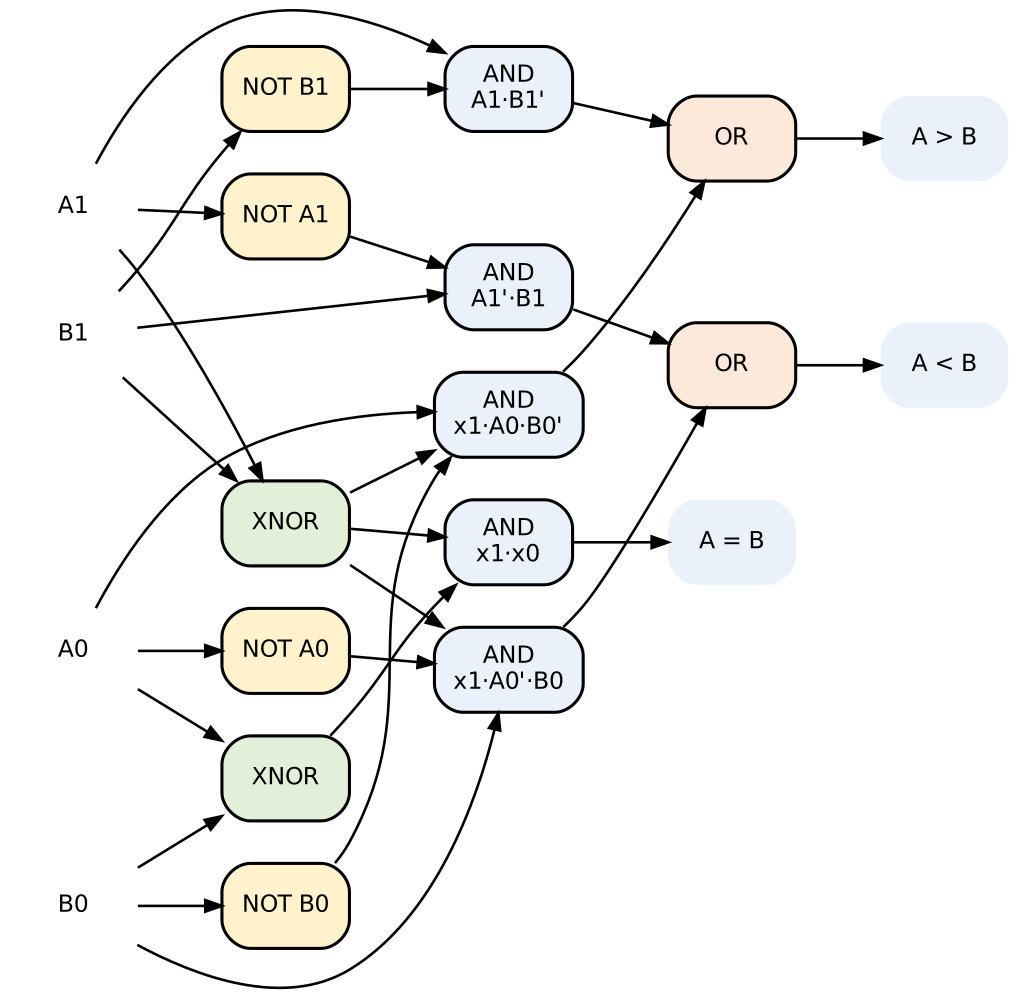 NOT B1
AND
A1·B1'
OR
A > B
A1
NOT A1
AND
A1'·B1
B1
OR
A < B
AND
x1·A0·B0'
XNOR
AND
x1·x0
A = B
A0
NOT A0
AND
x1·A0'·B0
XNOR
B0
NOT B0